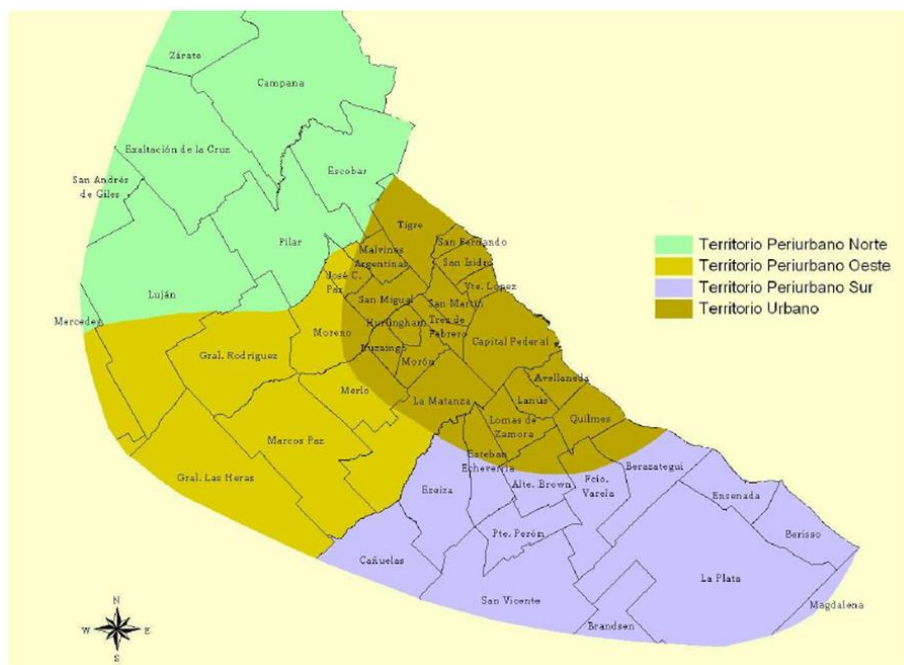 Zárate
Campana
Exaltación de la Cruz
Escobar
San Andrés
de Giles
Pilar
Luján
Mercedes
Tigre
San Fernando
Malvinas
Argentinas
San Isidro
José C.
Paz
Vte. López
San Miguel
San Martín
Moreno
Hurlingham
Tres de
Febrero
Capital Federal
Gral. Rodriguez
Ituzaingo
Morón
Merlo
Avellaneda
La Matanza
Lanús
Lomas de
Zamora
Quilmes
Marcos Paz
Esteban
Echeverria
Berazategui
Gral. Las Heras
Ezeiza
Alte. Brown
Fcio.
Varela
Ensenada
Pte. Perón
Berisso
Cañuelas
La Plata
San Vicente
Magdalena
Brandsen
Territorio Periurbano Norte
Territorio Periurbano Oeste
Territorio Periurbano Sur
Territorio Urbano
N
W
E
S